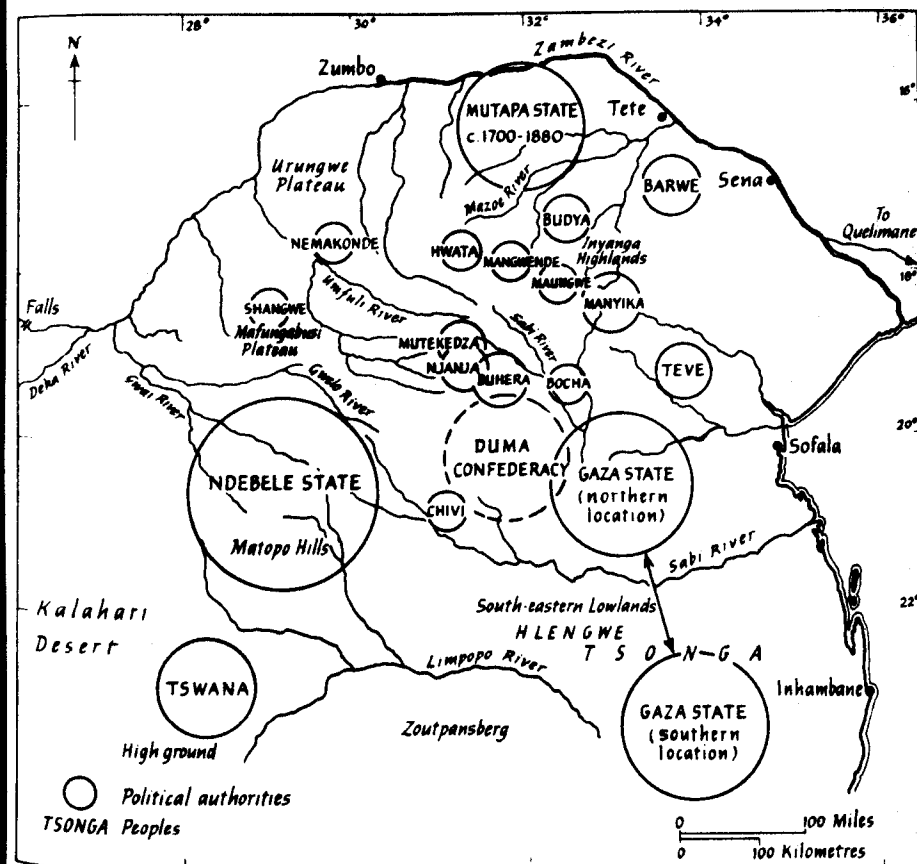 28°
30°
32°
34°
36°
N
Zumbo
Zambezi River
16°
MUTAPA STATE
c.1700-1880
Tete
Urungwe
Plateau
Mazoe River
BARWE
Sena
To
Quelimane
BUDYA
NEMAKONDE
HWATA
MANGWENDE
Inyanga
Highlands
18°
MAUNGWE
MANYIKA
Falls
SHANGWE
Umfuli River
Mafungabusi
Plateau
Sabi River
MUTEKEDZA
Deka River
NJANJA
BUHERA
BOCHA
TEVE
Gwai River
Gwelo River
20°
Sofala
DUMA
CONFEDERACY
NDEBELE STATE
GAZA STATE
(northern
location)
CHIVI
Matopo Hills
Sabi River
Kalahari
Desert
South-eastern Lowlands
22°
HLENGWE
TSONGA
Limpopo River
TSWANA
Inhambane
GAZA STATE
(southern
location)
Zoutpansberg
High ground
Political authorities
TSONGA Peoples
0 100 Miles
0 100 Kilometres